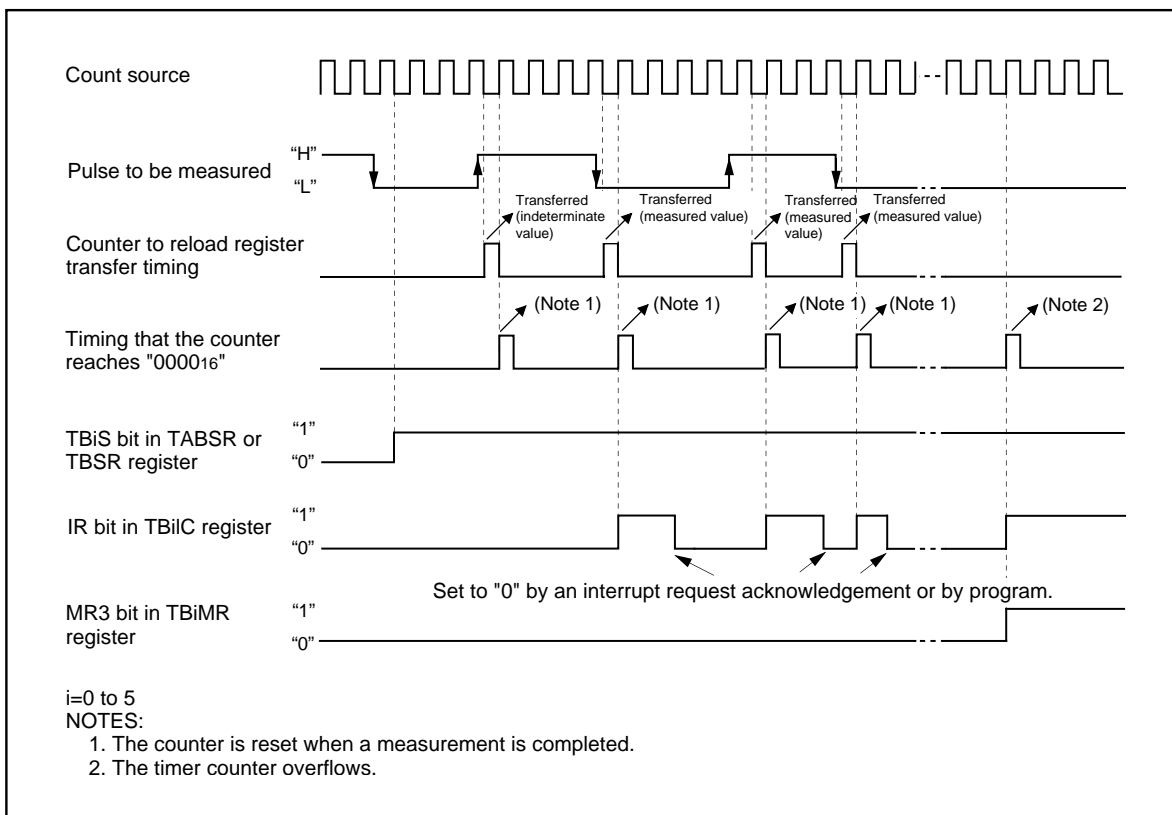 Count source
Pulse to be measured
“H”
“L”
Transferred
(indeterminate
value)
Transferred
(measured value)
Transferred
(measured
value)
Transferred
(measured value)
Counter to reload register
transfer timing
(Note 1)
(Note 1)
(Note 1)
(Note 1)
(Note 2)
Timing that the counter
reaches "000016"
TBiS bit in TABSR or
TBSR register
“1”
“0”
IR bit in TBiIC register
“1”
“0”
Set to "0" by an interrupt request acknowledgement or by program.
MR3 bit in TBiMR
register
“1”
“0”
i=0 to 5
NOTES:
1. The counter is reset when a measurement is completed.
2. The timer counter overflows.